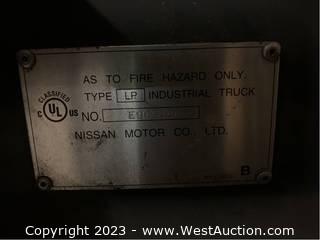 AS TO FIRE HAZARD ONLY.
CLASSIFIED
C UL US
TYPE LP INDUSTRIAL TRUCK
NO.
NISSAN MOTOR CO., LTD.
B
Copyright 2023 - www.WestAuction.com